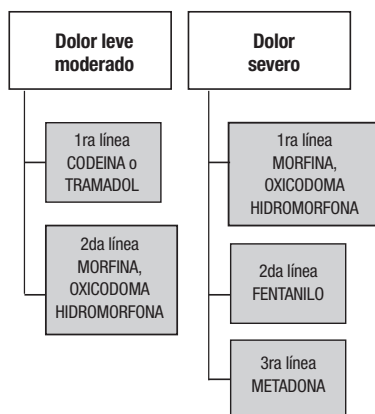 Dolor leve
moderado
1ra línea
CODEINA o
TRAMADOL
2da línea
MORFINA,
OXICODOMA
HIDROMORFONA
Dolor
severo
1ra línea
MORFINA,
OXICODOMA
HIDROMORFONA
2da línea
FENTANILO
3ra línea
METADONA